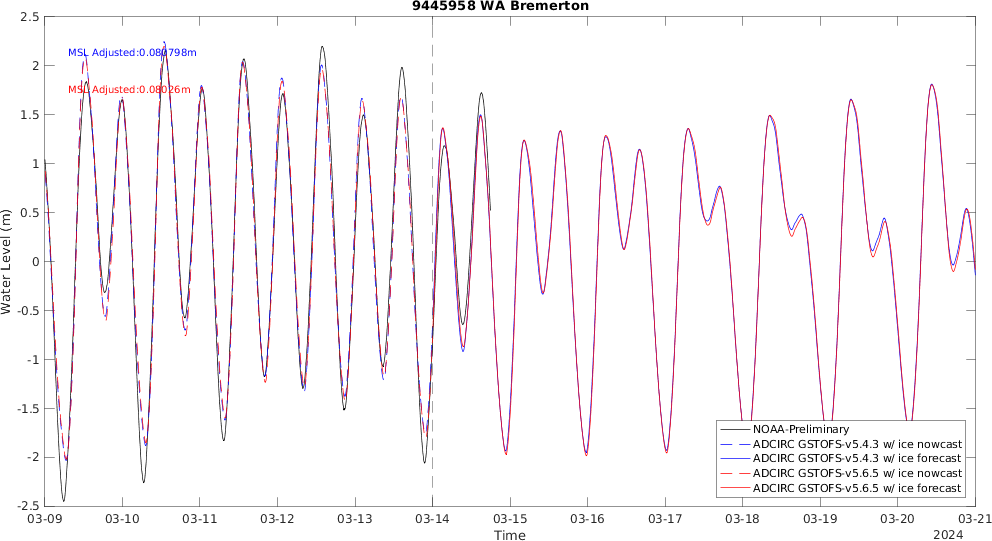 9445958 WA Bremerton
2.5
2
1.5
1
0.5
0
-0.5
-1
-1.5
-2
-2.5
Water Level (m)
MSL Adjusted:0.080798m
MSL Adjusted:0.08026m
NOAA-Preliminary
ADCIRC GSTOFS-v5.4.3 w/ ice nowcast
ADCIRC GSTOFS-v5.4.3 w/ ice forecast
ADCIRC GSTOFS-v5.6.5 w/ ice nowcast
ADCIRC GSTOFS-v5.6.5 w/ ice forecast
03-09 03-10 03-11 03-12 03-13 03-14 03-15 03-16 03-17 03-18 03-19 03-20 03-21
Time
2024